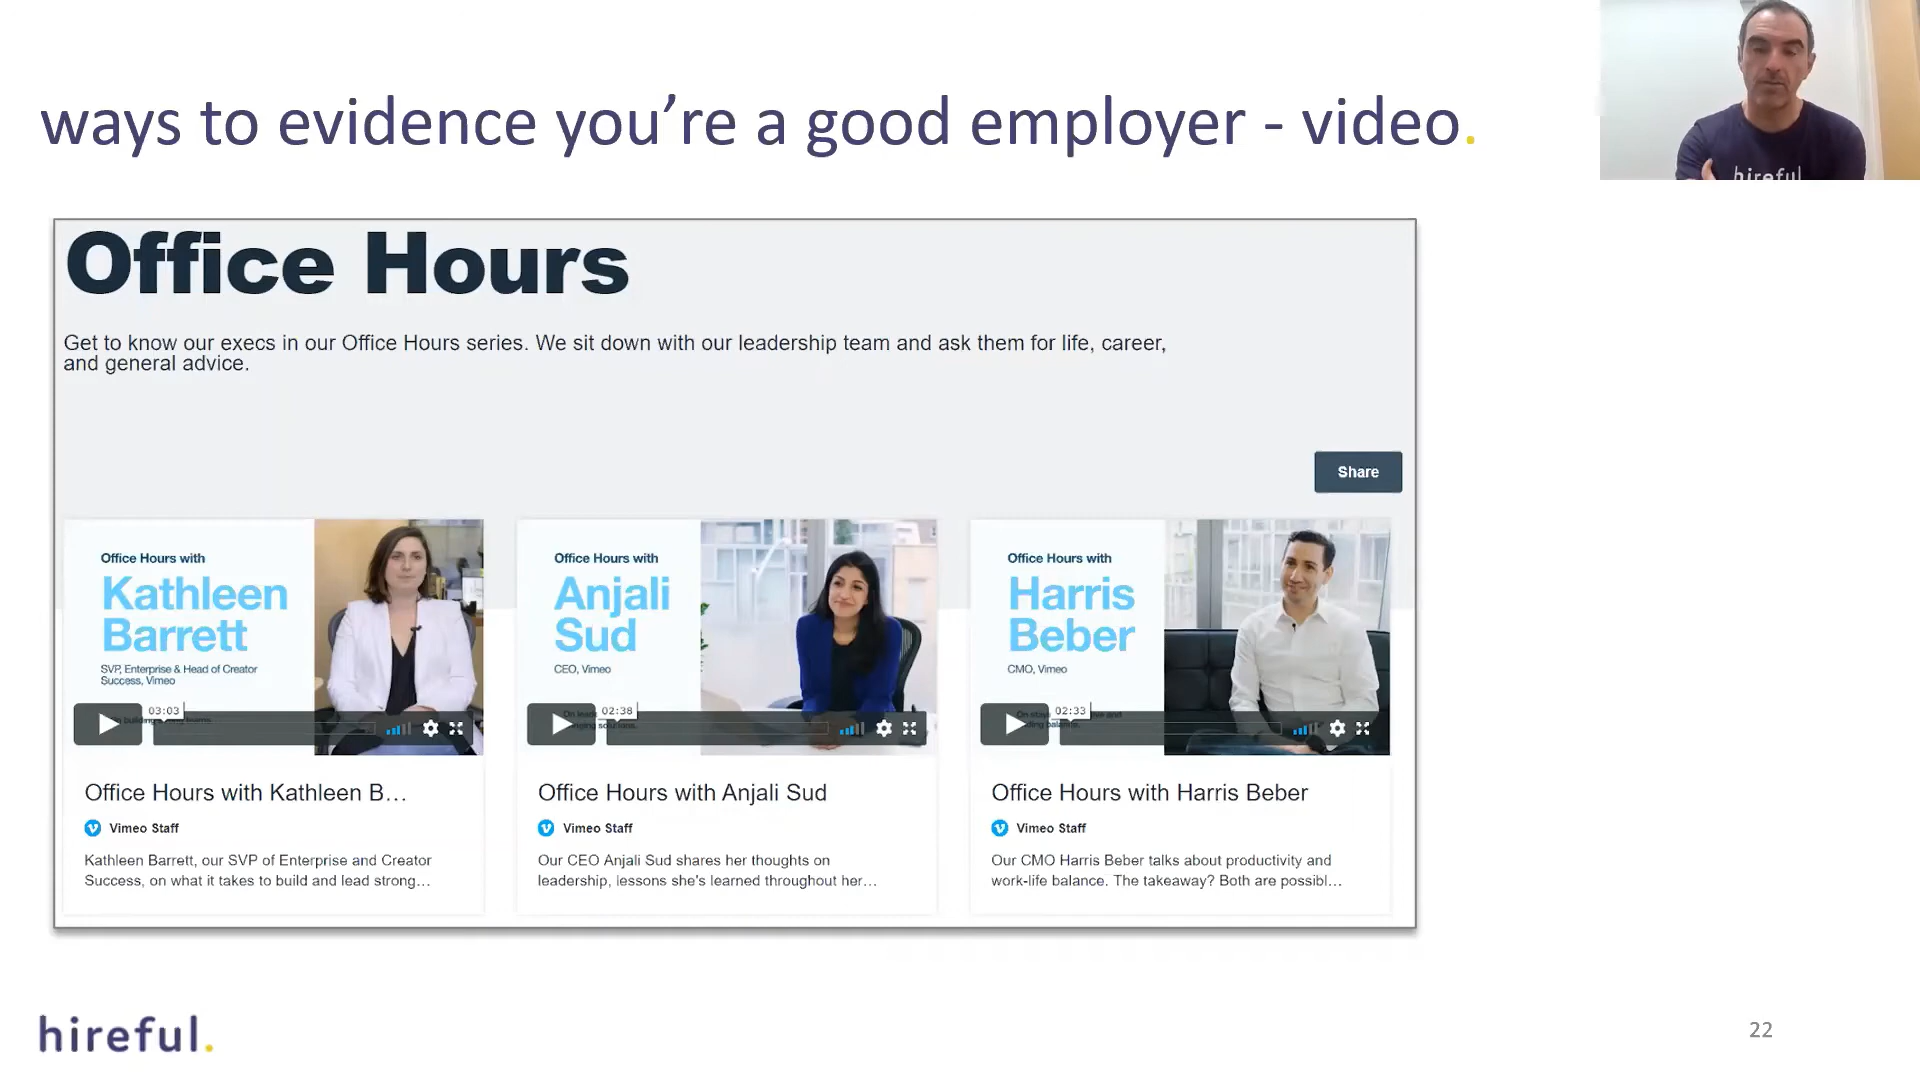 ways to evidence you're a good employer - video.
hireful
Office Hours
Get to know our execs in our Office Hours series. We sit down with our leadership team and ask them for life, career,
and general advice.
Share
Office Hours with
Kathleen
Barrett
SVP, Enterprise & Head of Creator
Success, Vimeo
03:03
Office Hours with
Anjali
Sud
CEO, Vimeo
02:38
Office Hours with
Harris
Beber
CMO, Vimeo
02:33
Office Hours with Kathleen B...
Vimeo Staff
Kathleen Barrett, our SVP of Enterprise and Creator
Success, on what it takes to build and lead strong...
Office Hours with Anjali Sud
Vimeo Staff
Our CEO Anjali Sud shares her thoughts on
leadership, lessons she's learned throughout her...
Office Hours with Harris Beber
Vimeo Staff
Our CMO Harris Beber talks about productivity and
work-life balance. The takeaway? Both are possibl...
hireful.
22